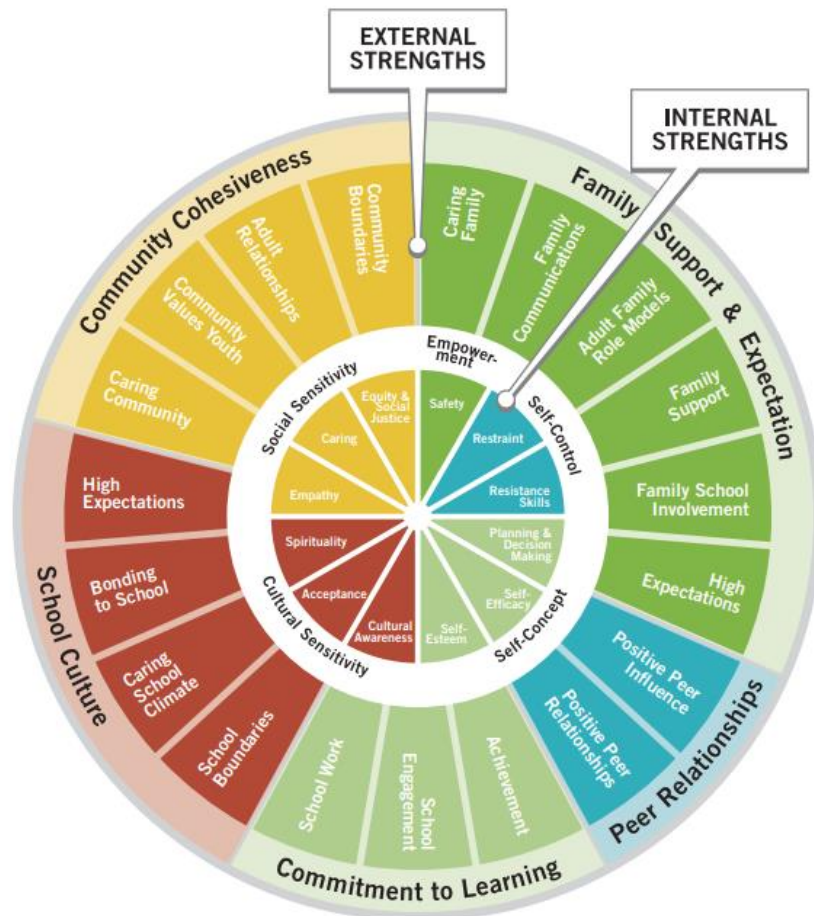 EXTERNAL
STRENGTHS
INTERNAL
STRENGTHS
Community Cohesiveness
Caring
Community
Community
Values Youth
Adult
Relationships
Community
Boundaries
Family Support & Expectation
Caring
Family
Family
Communications
Adult Family
Role Models
Family
Support
Family School
Involvement
High
Expectations
Peer Relationships
Positive Peer
Influence
Positive Peer
Relationships
Commitment to Learning
Achievement
School
Engagement
School Work
School Culture
School
Boundaries
Caring
School
Climate
Bonding
to School
High
Expectations
Social Sensitivity
Empathy
Caring
Equity &
Social
Justice
Empower-
ment
Safety
Self-Control
Restraint
Resistance
Skills
Self-Concept
Planning &
Decision
Making
Self-
Efficacy
Self-
Esteem
Cultural Sensitivity
Cultural
Awareness
Acceptance
Spirituality